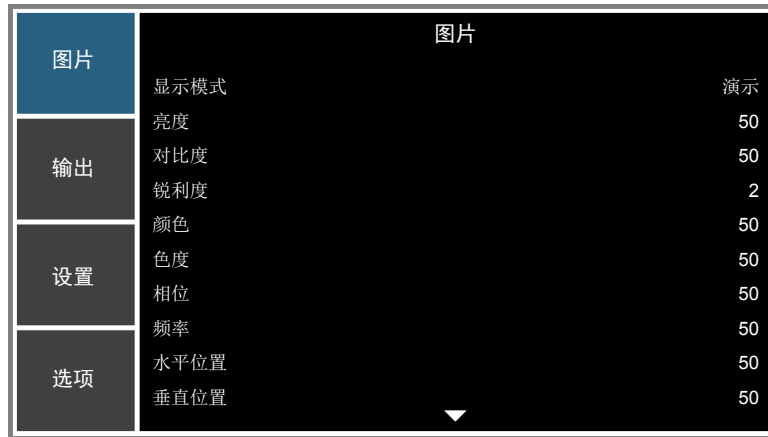 图片
输出
设置
选项
图片
显示模式 演示
亮度 50
对比度 50
锐利度 2
颜色 50
色度 50
相位 50
频率 50
水平位置 50
垂直位置 50